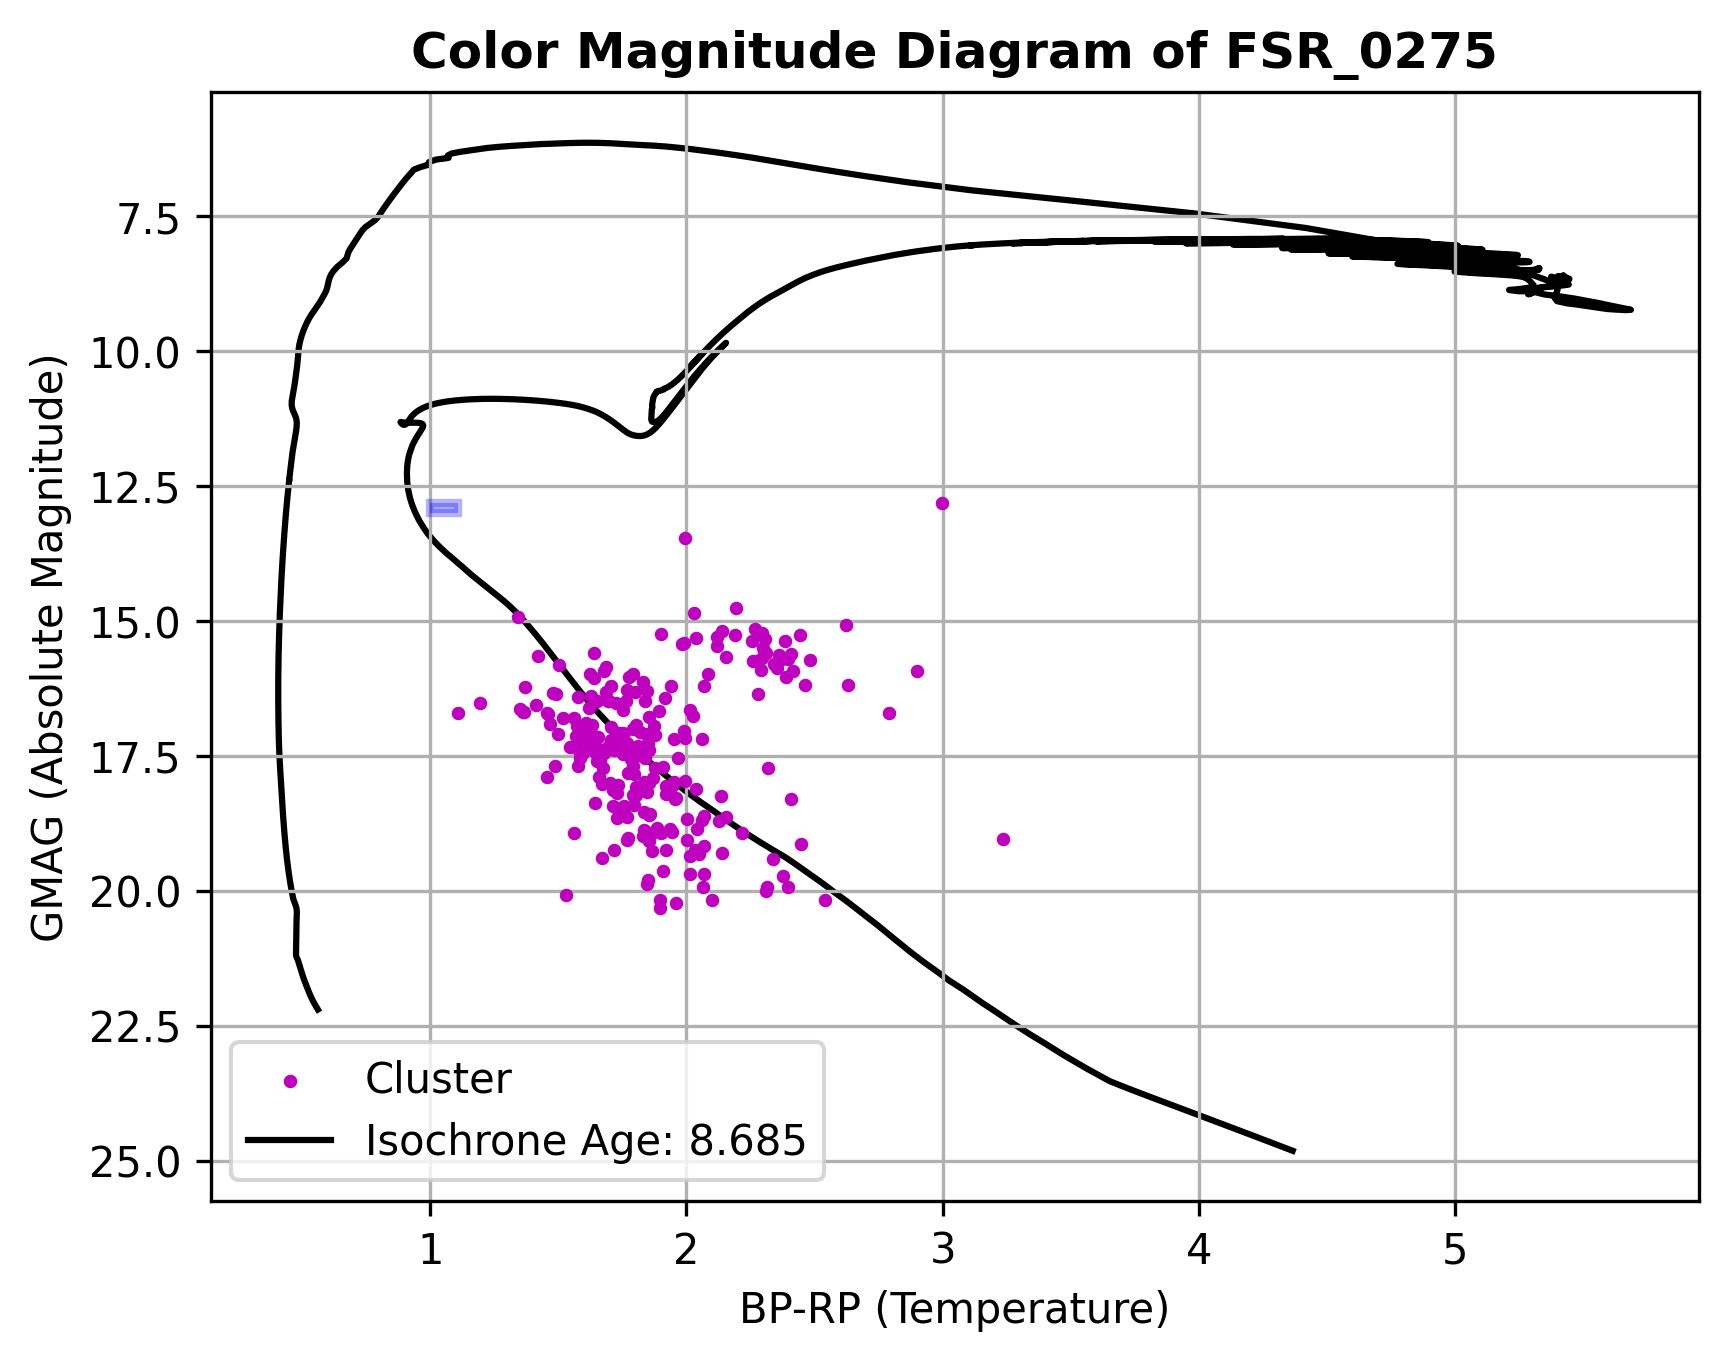 Color Magnitude Diagram of FSR_0275
GMAG (Absolute Magnitude)
7.5
10.0
12.5
15.0
17.5
20.0
22.5
25.0
Cluster
Isochrone Age: 8.685
1 2 3 4 5
BP-RP (Temperature)